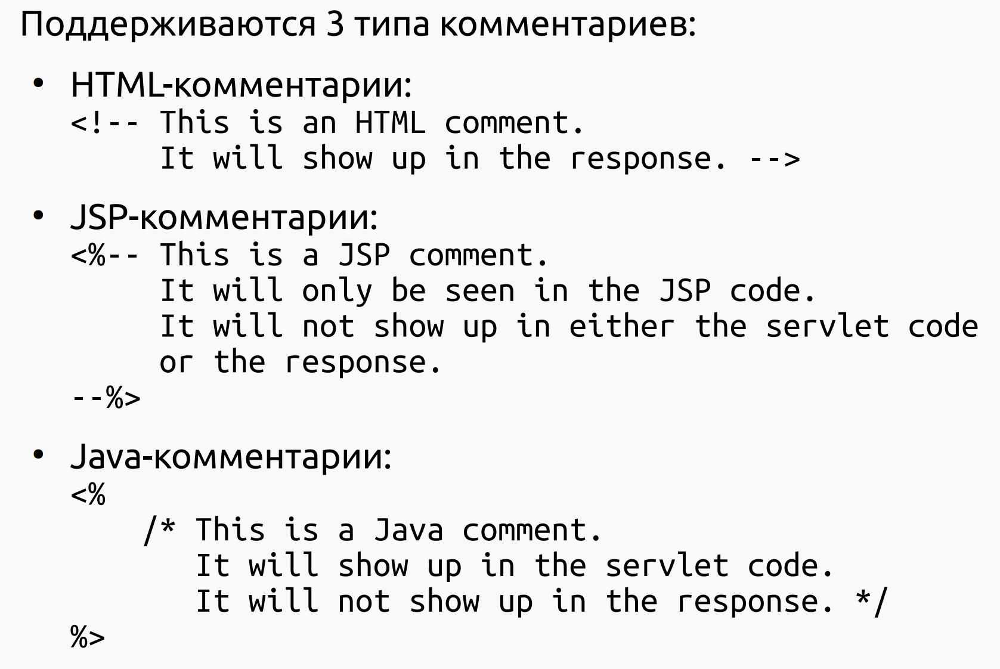 Поддерживаются 3 типа комментариев:
• HTML-комментарии:
<!-- This is an HTML comment.
It will show up in the response. -->
• JSP-комментарии:
<%-- This is a JSP comment.
It will only be seen in the JSP code.
It will not show up in either the servlet code
or the response.
--%>
• Java-комментарии:
<%
/* This is a Java comment.
It will show up in the servlet code.
It will not show up in the response. */
%>